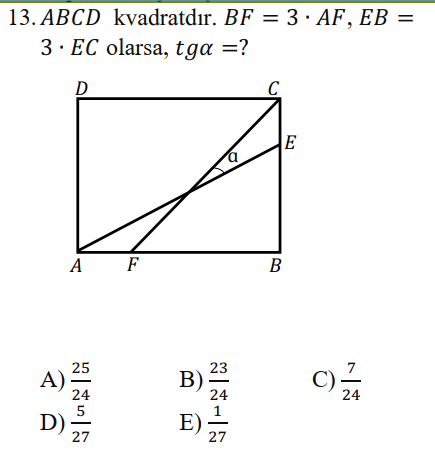 13. ABCD kvadratdır. BF = 3 · AF, EB =
3 · EC olarsa, tgα =?
D C
E
α
A F B
A) 25/24 B) 23/24 C) 7/24
D) 5/27 E) 1/27